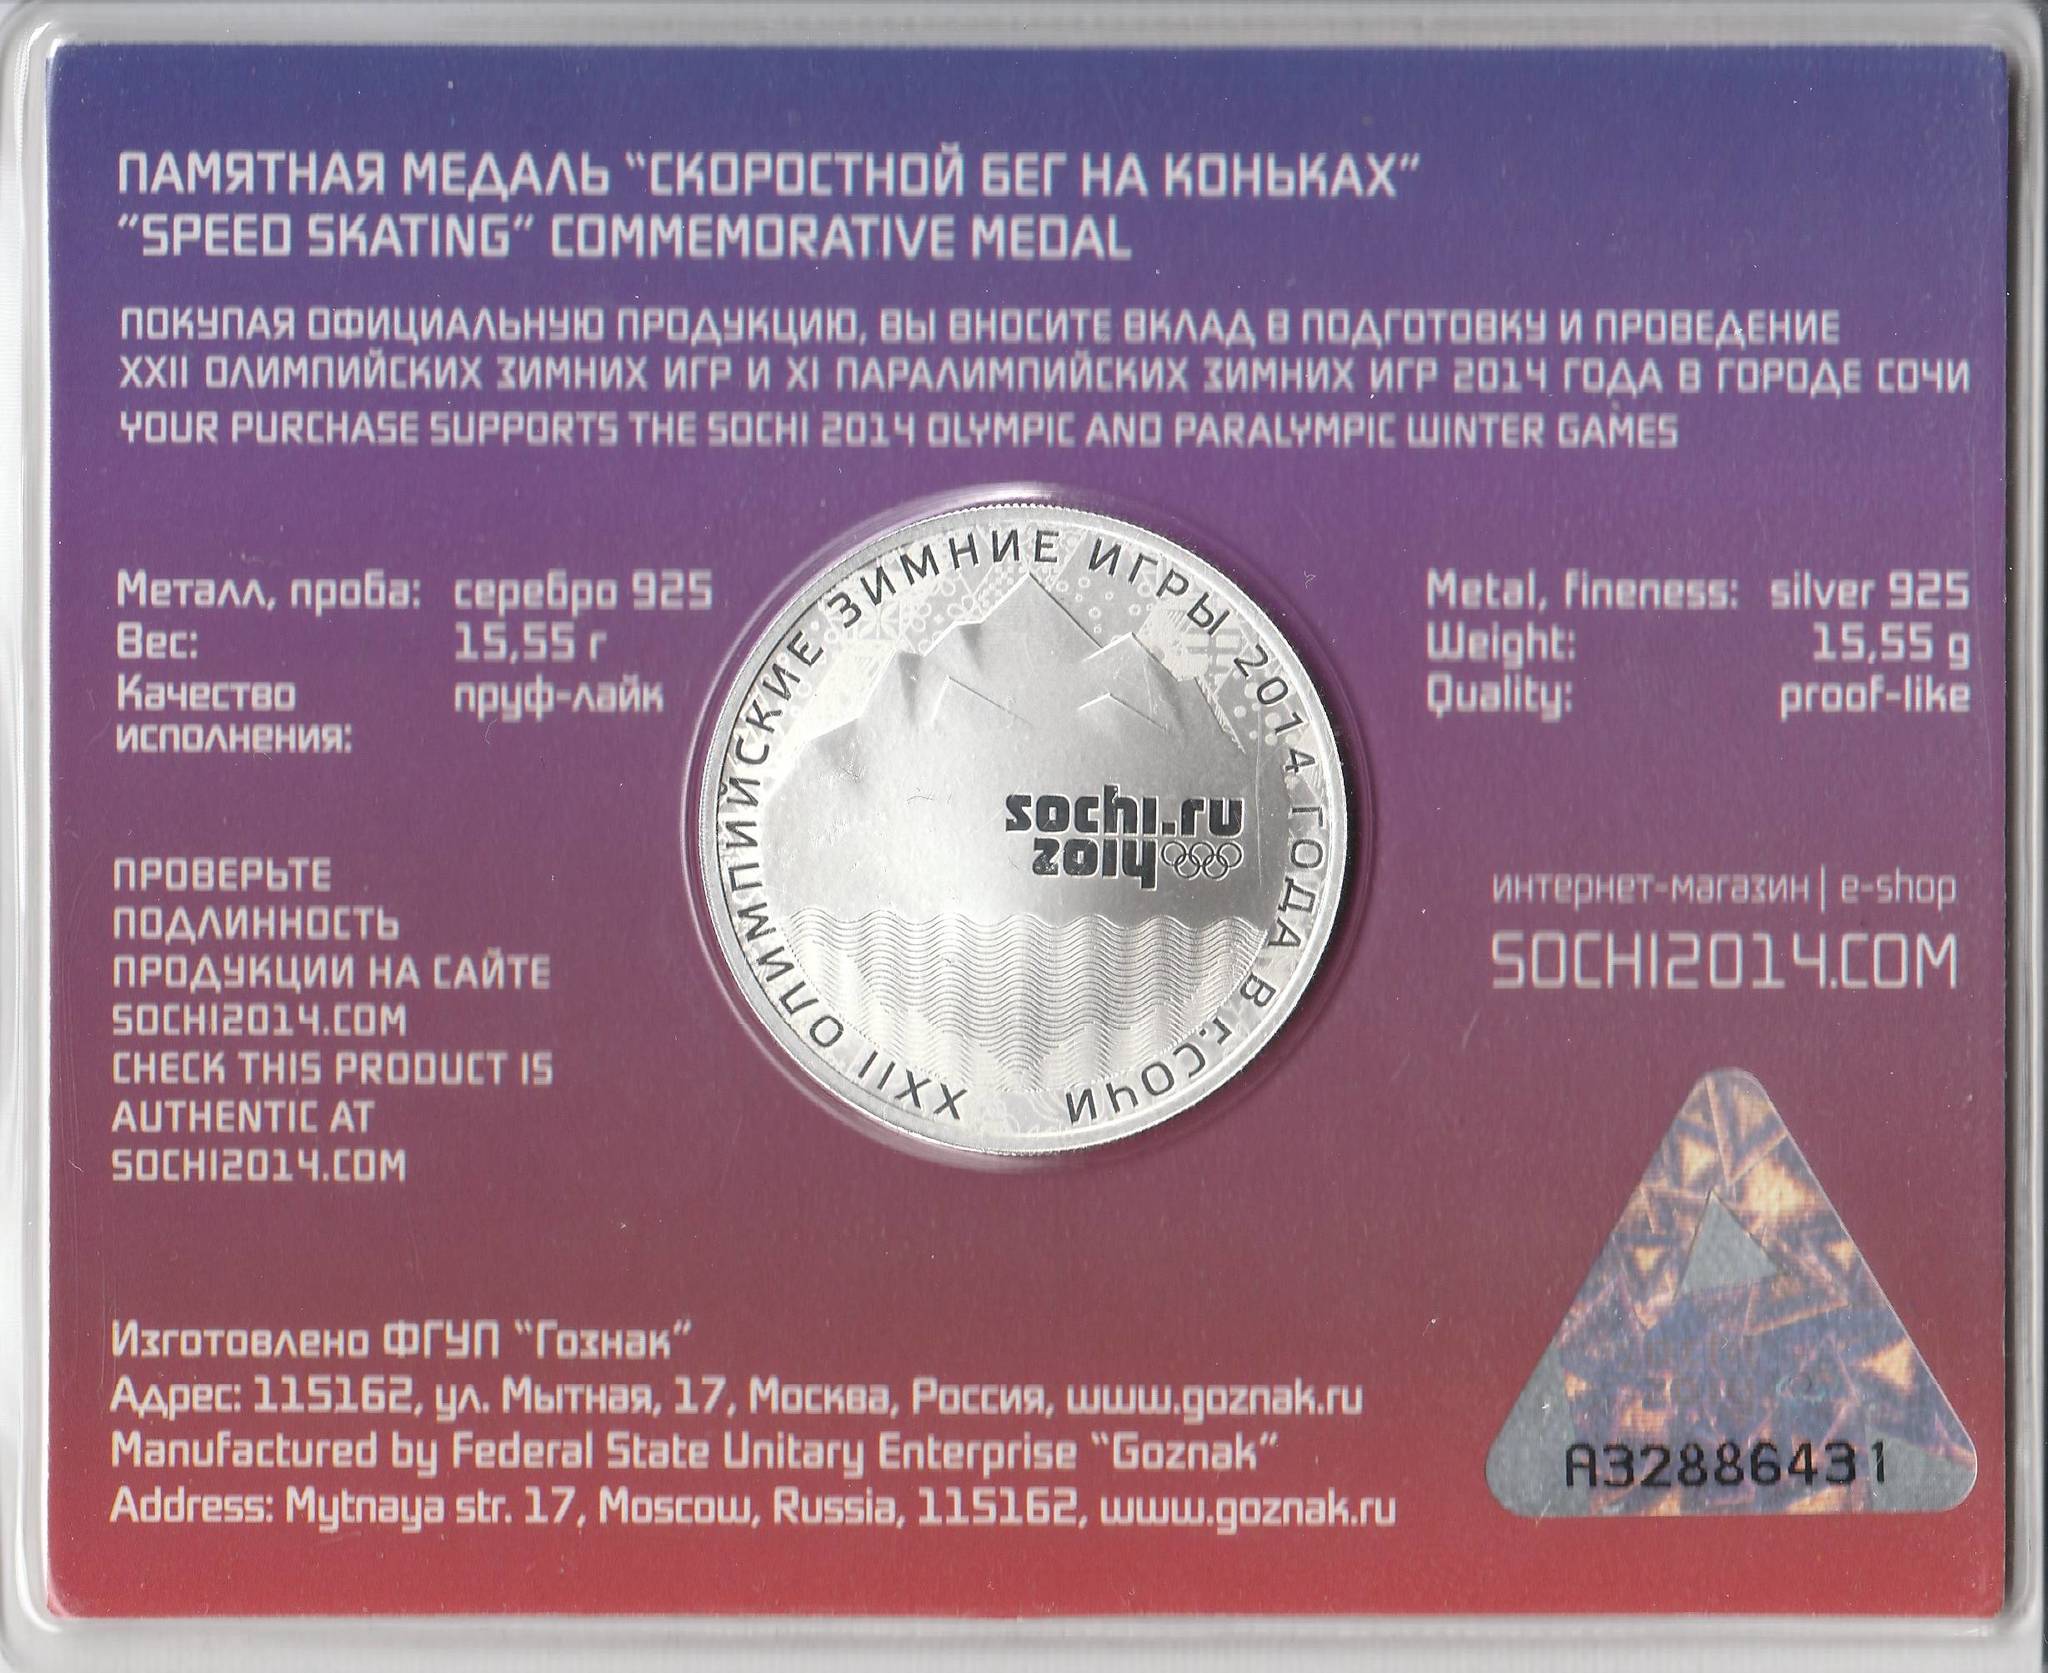 ПАМЯТНАЯ МЕДАЛЬ "СКОРОСТНОЙ БЕГ НА КОНЬКАХ"
"SPEED SKATING" COMMEMORATIVE MEDAL
ПОКУПАЯ ОФИЦИАЛЬНУЮ ПРОДУКЦИЮ, ВЫ ВНОСИТЕ ВКЛАД В ПОДГОТОВКУ И ПРОВЕДЕНИЕ
XXII ОЛИМПИЙСКИХ ЗИМНИХ ИГР И XI ПАРАЛИМПИЙСКИХ ЗИМНИХ ИГР 2014 ГОДА В ГОРОДЕ СОЧИ
YOUR PURCHASE SUPPORTS THE SOCHI 2014 OLYMPIC AND PARALYMPIC WINTER GAMES
Металл, проба: серебро 925
Вес: 15,55 г
Качество пруф-лайк
исполнения:
XXII ОЛИМПИЙСКИЕ ЗИМНИЕ ИГРЫ 2014 ГОДА В г.СОЧИ
sochi.ru
2014
Metal, fineness: silver 925
Weight: 15,55 g
Quality: proof-like
ПРОВЕРЬТЕ
ПОДЛИННОСТЬ
ПРОДУКЦИИ НА САЙТЕ
SOCHI2014.COM
CHECK THIS PRODUCT IS
AUTHENTIC AT
SOCHI2014.COM
интернет-магазин | e-shop
SOCHI2014.COM
Изготовлено ФГУП "Гознак"
Адрес: 115162, ул. Мытная, 17, Москва, Россия, www.goznak.ru
Manufactured by Federal State Unitary Enterprise "Goznak"
Address: Mytnaya str. 17, Moscow, Russia, 115162, www.goznak.ru
A32886431